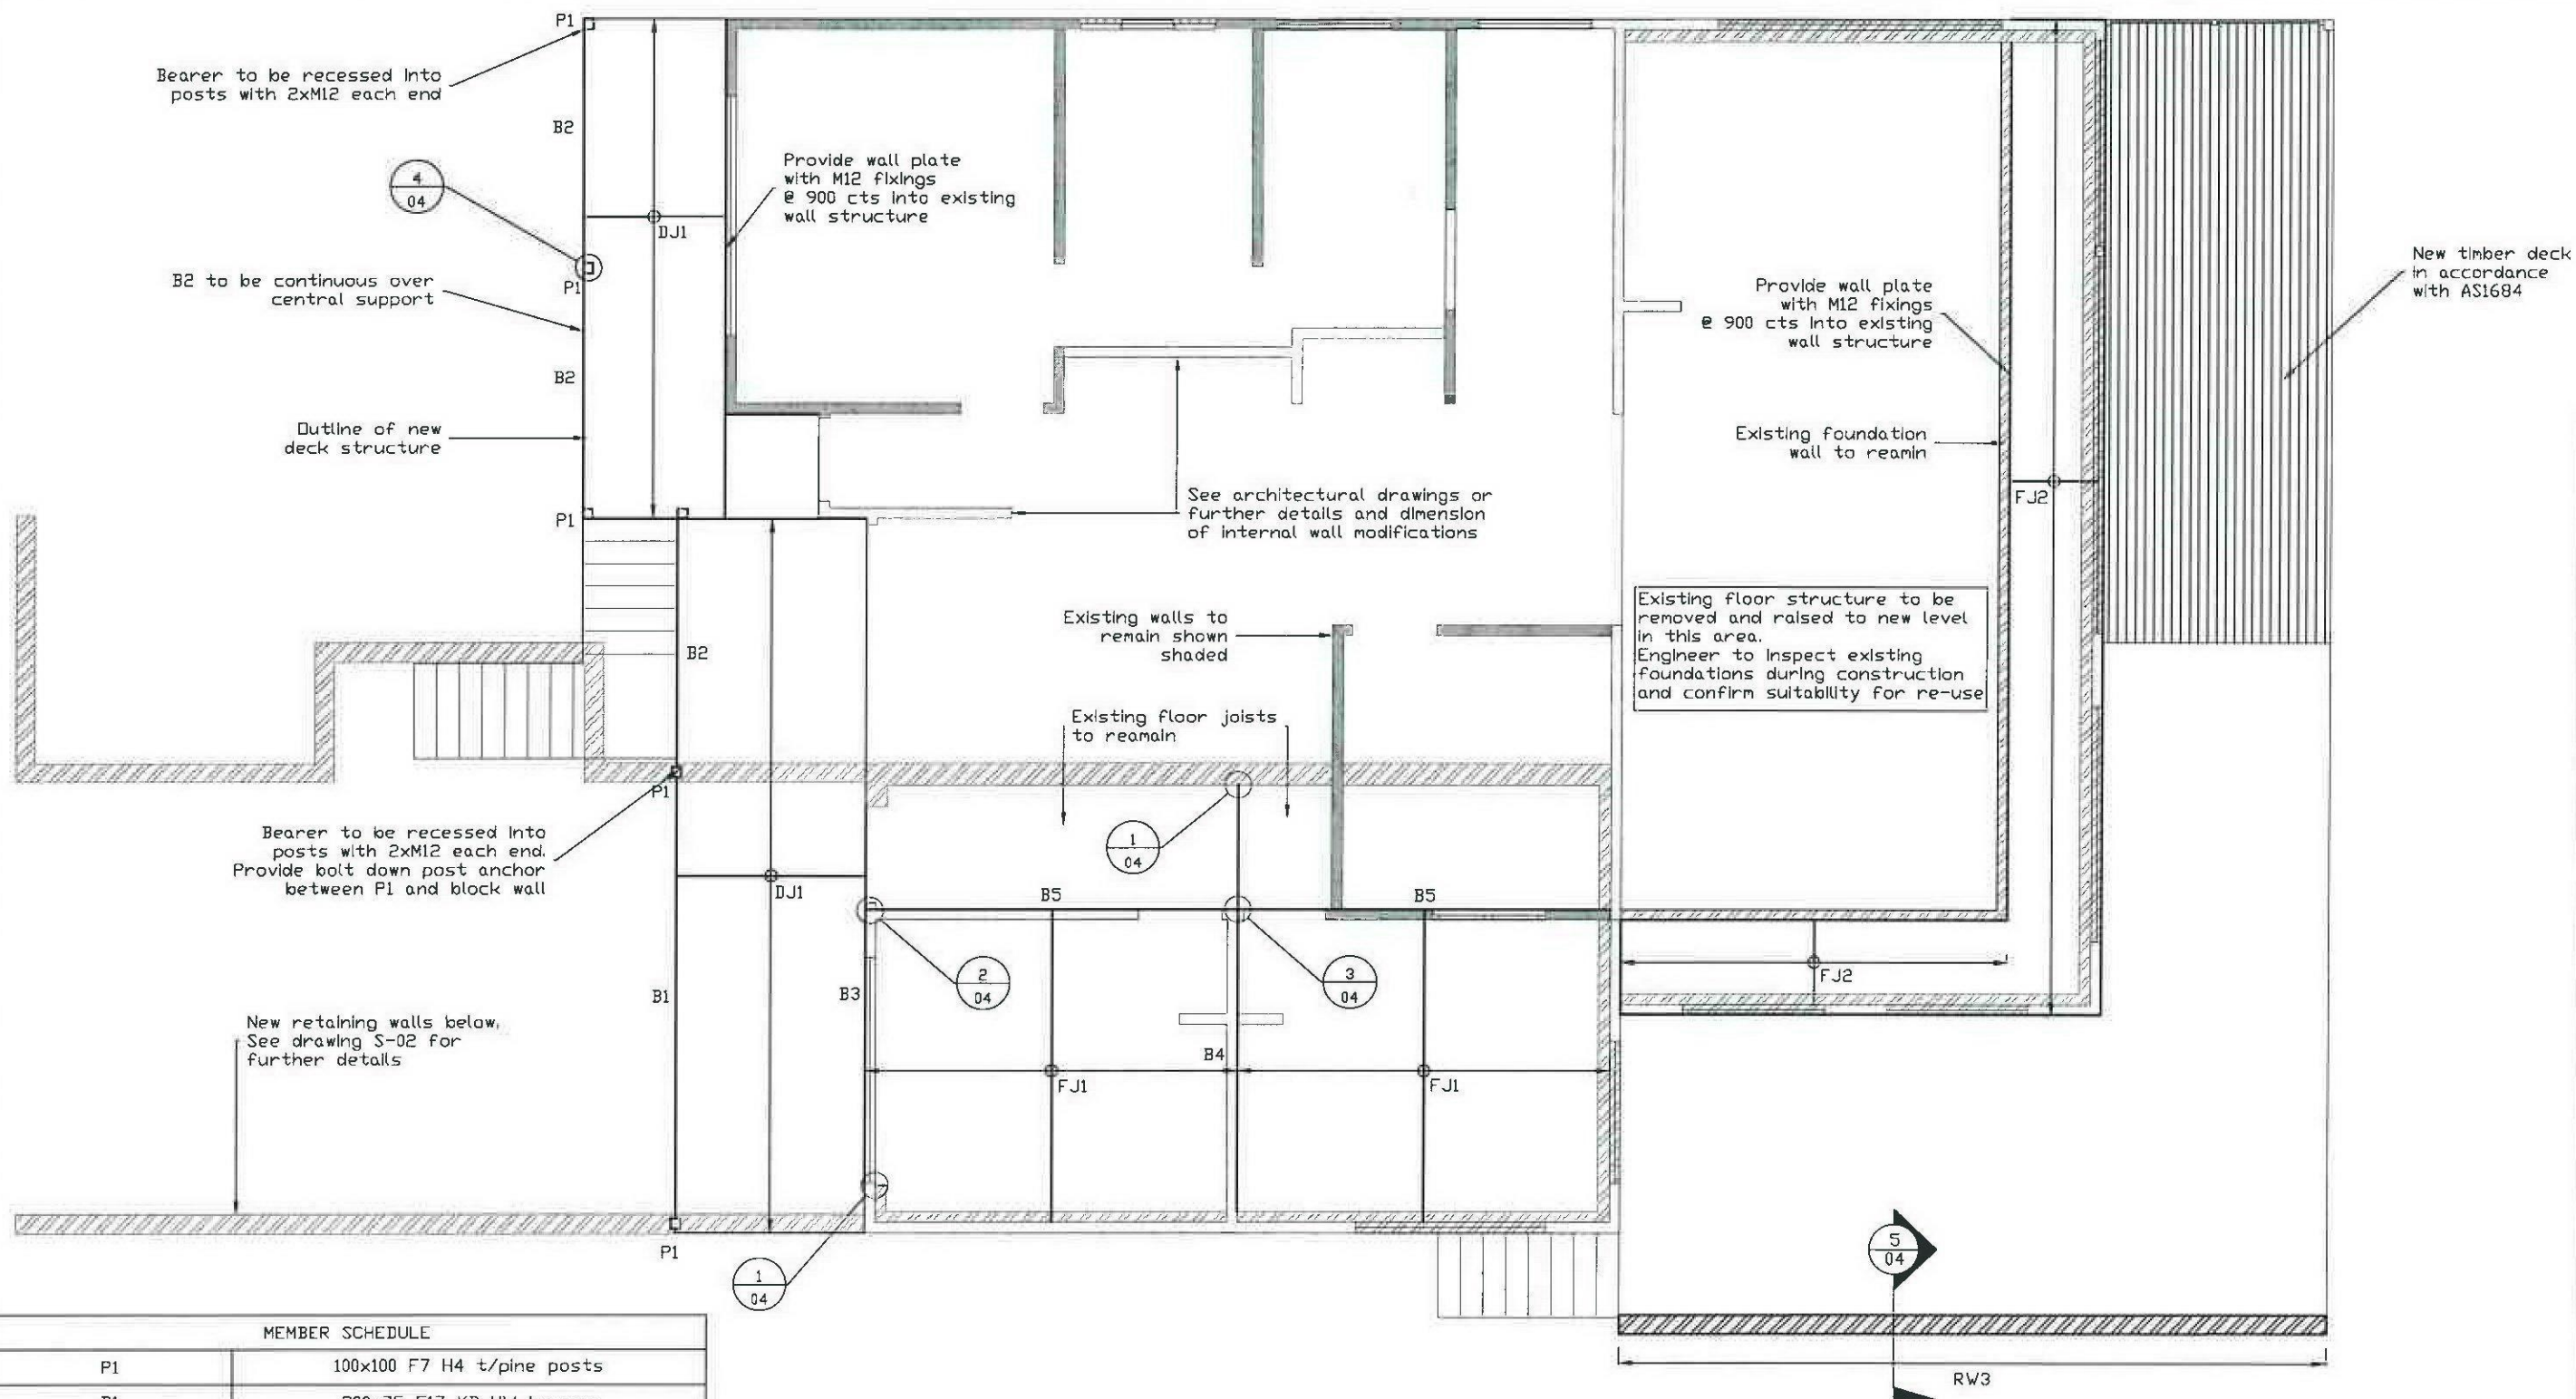 P1
Bearer to be recessed into
posts with 2xM12 each end
B2
4
04
Provide wall plate
with M12 fixings
@ 900 cts into existing
wall structure
DJ1
P1
B2 to be continuous over
central support
B2
Outline of new
deck structure
P1
New timber deck
in accordance
with AS1684
Provide wall plate
with M12 fixings
@ 900 cts into existing
wall structure
Existing foundation
wall to reamin
FJ2
See architectural drawings or
further details and dimension
of internal wall modifications
Existing walls to
remain shown
shaded
Existing floor structure to be
removed and raised to new level
in this area.
Engineer to inspect existing
foundations during construction
and confirm suitability for re-use
B2
Existing floor joists
to reamain
P1
Bearer to be recessed into
posts with 2xM12 each end.
Provide bolt down post anchor
between P1 and block wall
1
04
DJ1
B5
B5
2
04
3
04
FJ2
B1
B3
B4
New retaining walls below.
See drawing S-02 for
further details
FJ1
FJ1
P1
1
04
5
04
RW3
MEMBER SCHEDULE
P1
100x100 F7 H4 t/pine posts